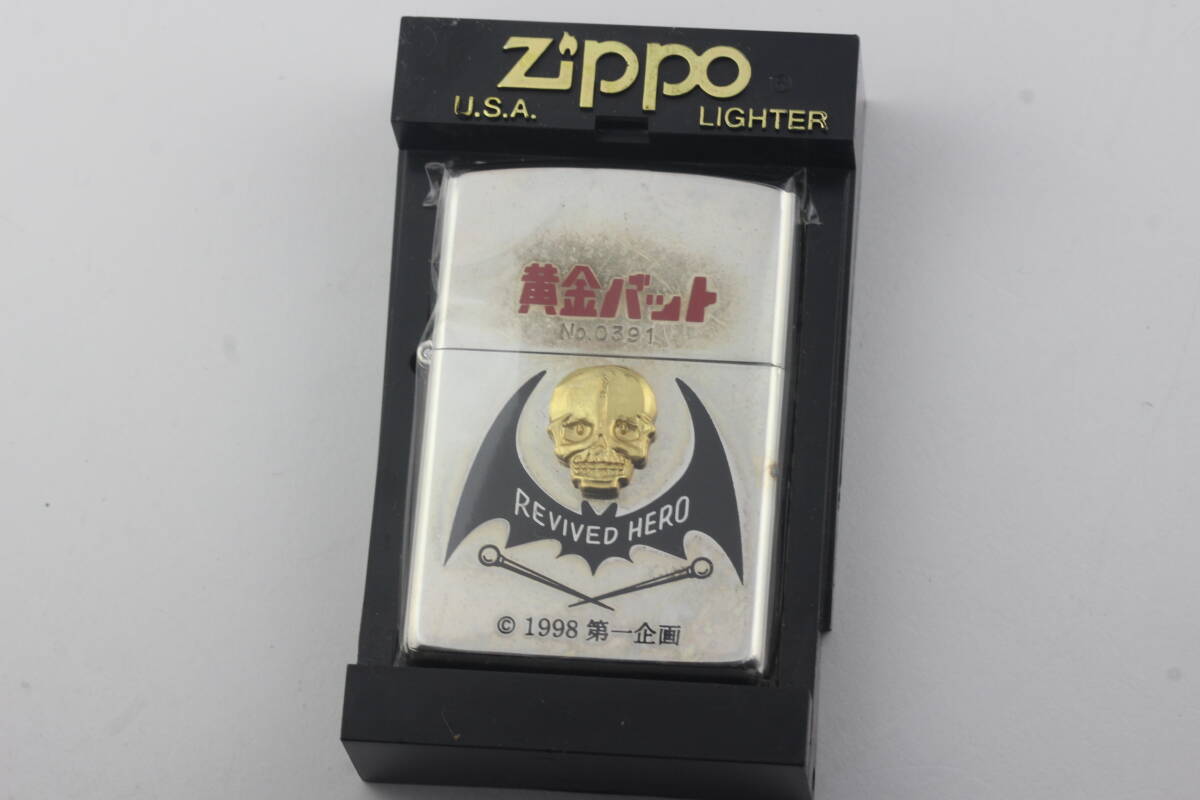 Zippo
U.S.A. LIGHTER
黄金バット
No.0391
REVIVED HERO
© 1998 第一企画